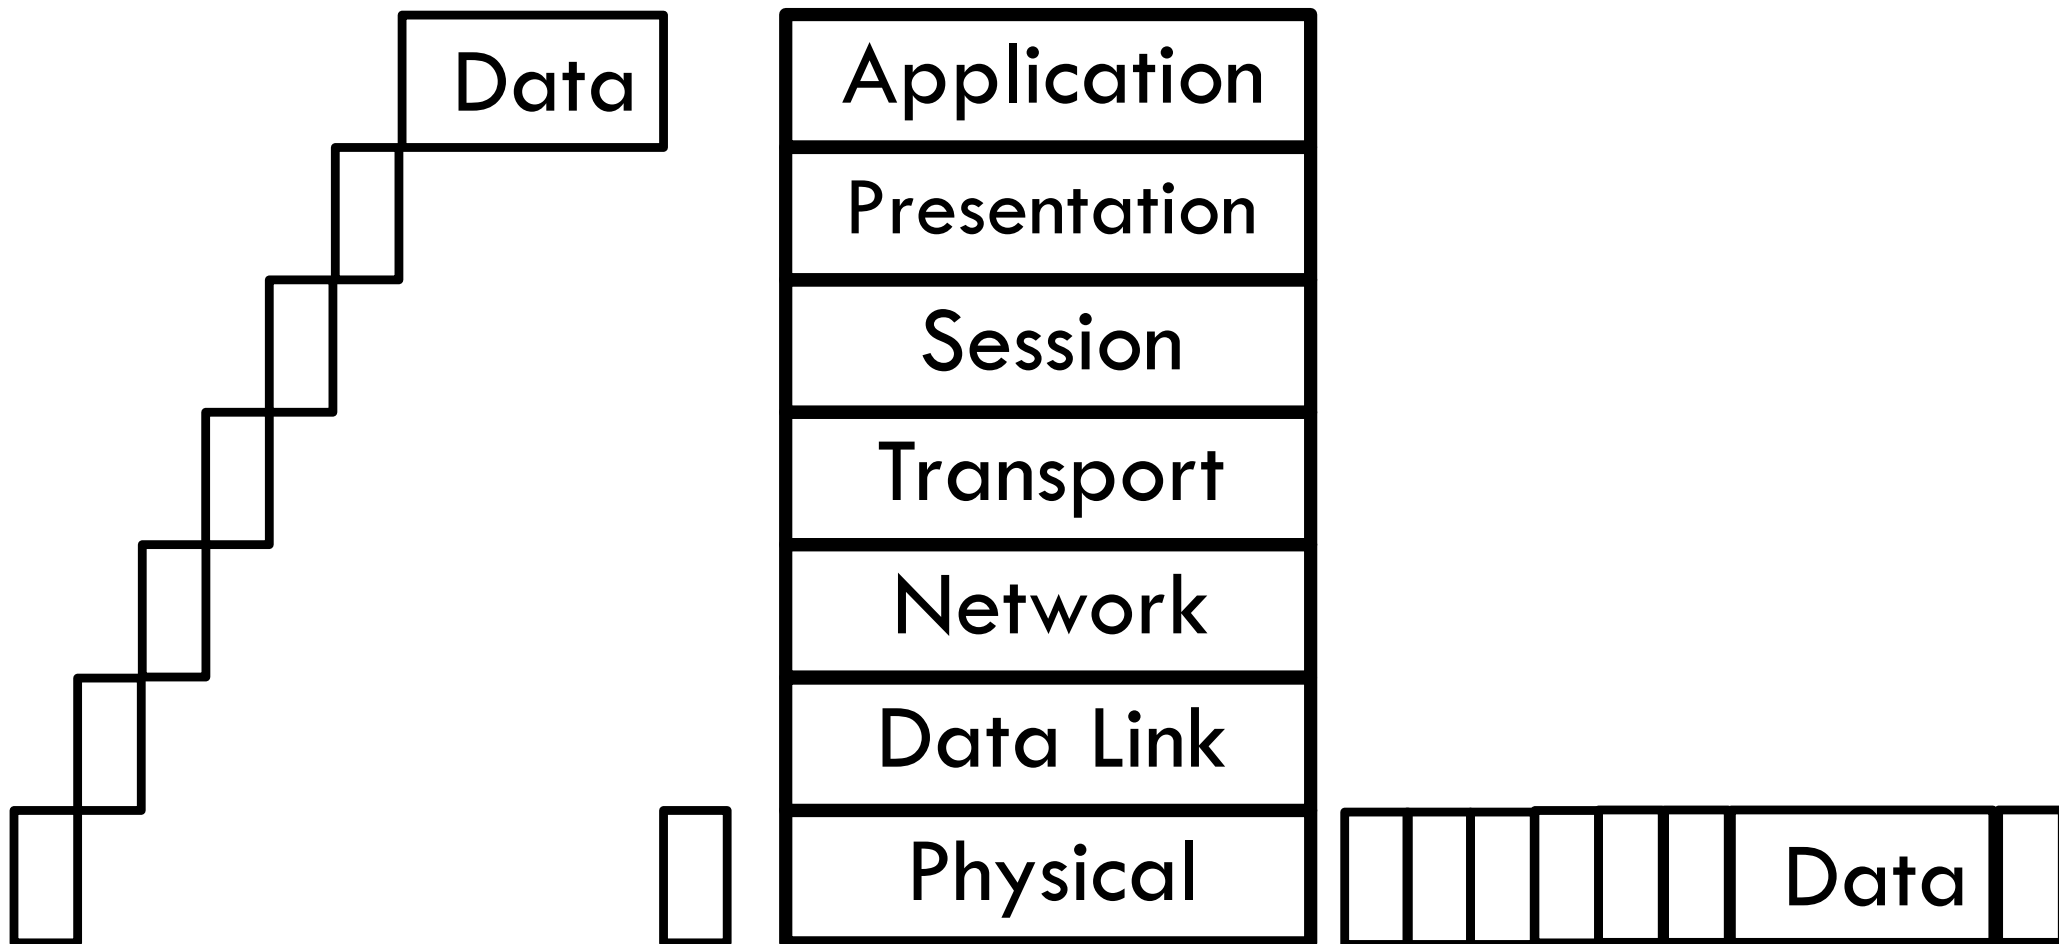 Data
Application
Presentation
Session
Transport
Network
Data Link
Physical
Data